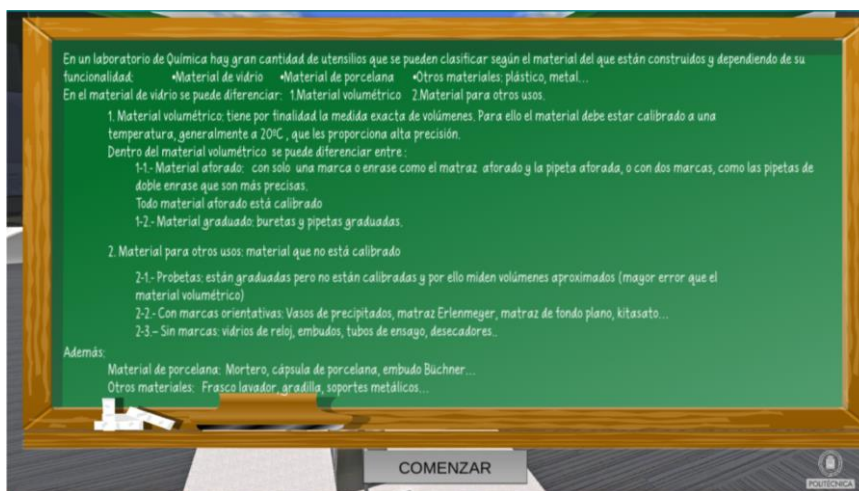 En un laboratorio de Química hay gran cantidad de utensilios que se pueden clasificar según el material del que están construidos y dependiendo de su
funcionalidad: •Material de vidrio •Material de porcelana •Otros materiales: plástico, metal...
En el material de vidrio se puede diferenciar: 1.Material volumétrico 2.Material para otros usos.
1. Material volumétrico: tiene por finalidad la medida exacta de volúmenes. Para ello el material debe estar calibrado a una
temperatura, generalmente a 20ºC , que les proporciona alta precisión.
Dentro del material volumétrico se puede diferenciar entre :
1-1.- Material aforado: con solo una marca o enrase como el matraz aforado y la pipeta aforada, o con dos marcas, como las pipetas de
doble enrase que son más precisas.
Todo material aforado está calibrado
1-2.- Material graduado: buretas y pipetas graduadas.
2. Material para otros usos: material que no está calibrado
2-1.- Probetas: están graduadas pero no están calibradas y por ello miden volúmenes aproximados (mayor error que el
material volumétrico)
2-2.- Con marcas orientativas: Vasos de precipitados, matraz Erlenmeyer, matraz de fondo plano, kitasato...
2-3.- Sin marcas: vidrios de reloj, embudos, tubos de ensayo, desecadores..
Además:
Material de porcelana: Mortero, cápsula de porcelana, embudo Büchner...
Otros materiales: Frasco lavador, gradilla, soportes metálicos...
COMENZAR
POLITÉCNICA